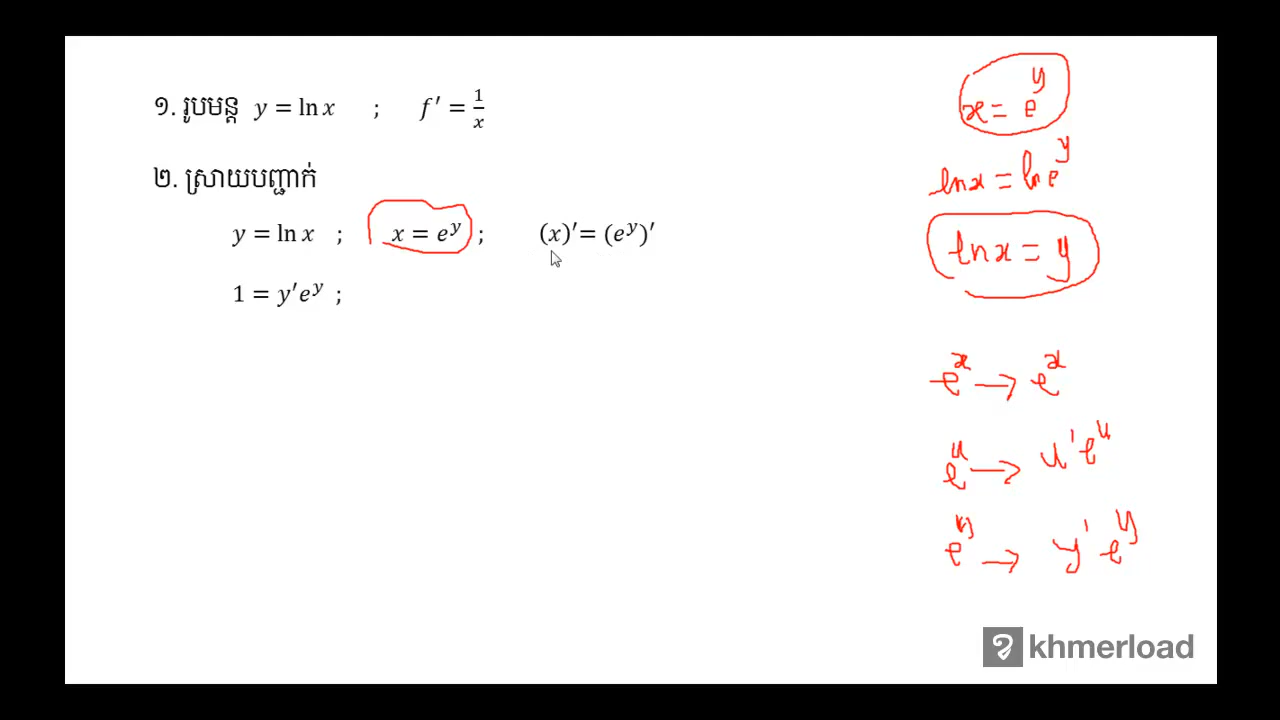 ១. រូបមន្ត y = ln x ; f′ = 1/x
២. ស្រាយបញ្ជាក់
y = ln x ; x = e^y ; (x)′ = (e^y)′
1 = y′e^y ;
x = e^y
ln x = ln e^y
ln x = y
e^x → e^x
e^u → u′e^u
e^y → y′ e^y
khmerload